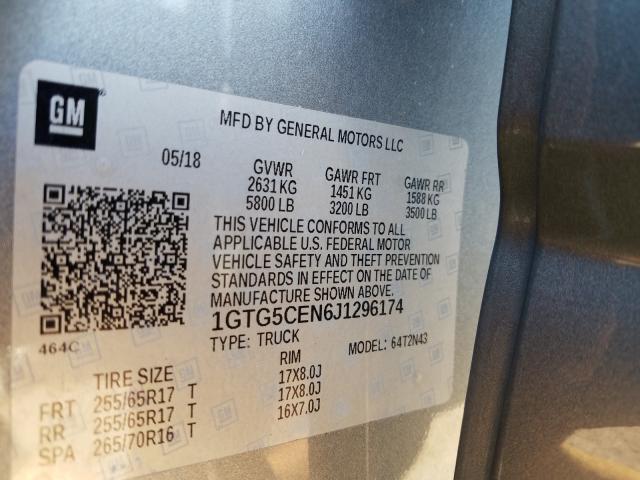 GM
MFD BY GENERAL MOTORS LLC
05/18
GVWR GAWR FRT GAWR RR
2631 KG 1451 KG 1588 KG
5800 LB 3200 LB 3500 LB
THIS VEHICLE CONFORMS TO ALL
APPLICABLE U.S. FEDERAL MOTOR
VEHICLE SAFETY AND THEFT PREVENTION
STANDARDS IN EFFECT ON THE DATE OF
MANUFACTURE SHOWN ABOVE.
1GTG5CEN6J1296174
464C
TYPE: TRUCK MODEL: 64T2N43
TIRE SIZE RIM
FRT 255/65R17 T 17X8.0J
RR 255/65R17 T 17X8.0J
SPA 265/70R16 T 16X7.0J